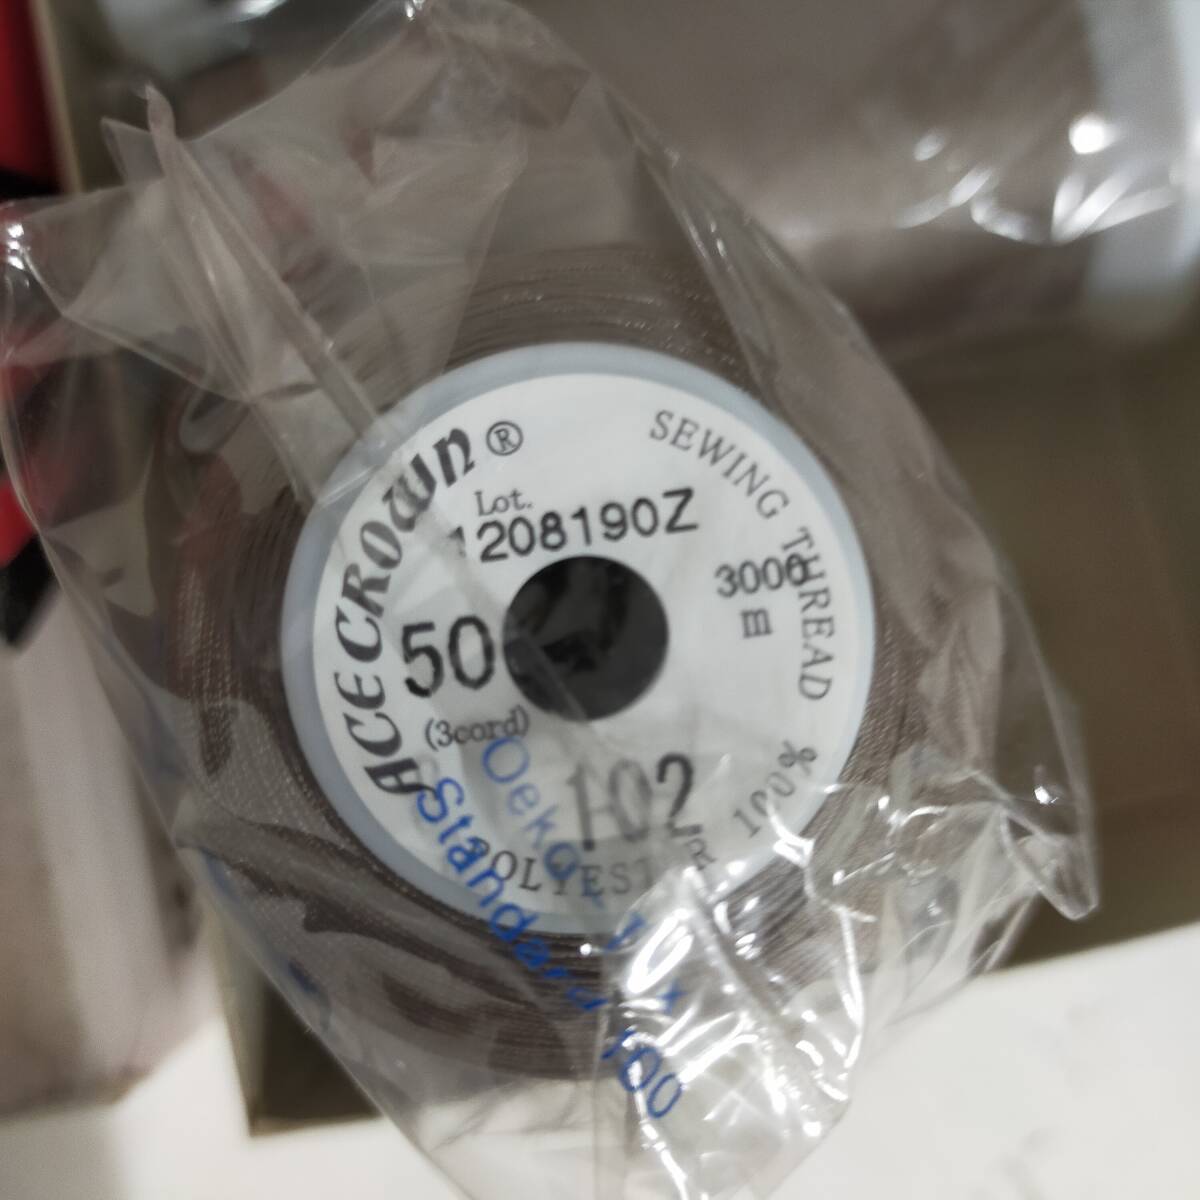 ACE CROWN ®
SEWING THREAD
Lot.
1208190Z
3000
m
50
(3cord)
102
100%
POLYESTER
Oeko-Tex
Standard 100